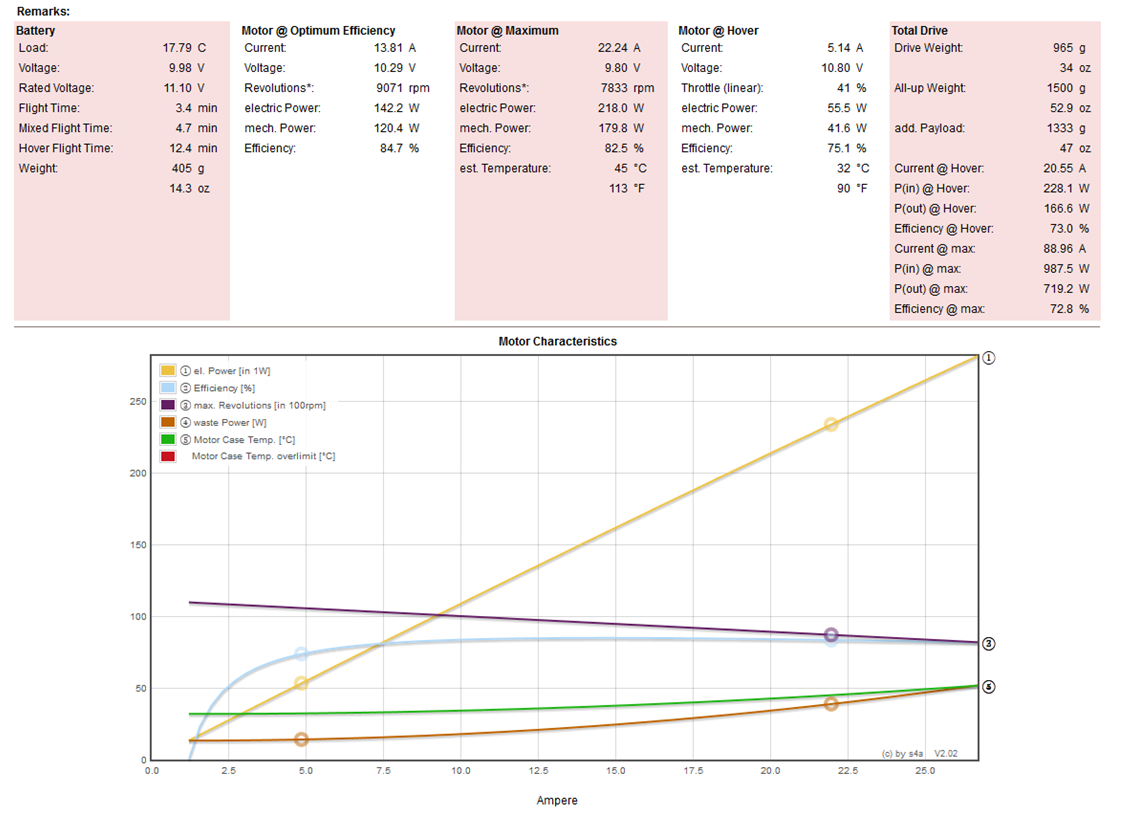 Remarks:
Battery
Load: 17.79 C
Voltage: 9.98 V
Rated Voltage: 11.10 V
Flight Time: 3.4 min
Mixed Flight Time: 4.7 min
Hover Flight Time: 12.4 min
Weight: 405 g
14.3 oz
Motor @ Optimum Efficiency
Current: 13.81 A
Voltage: 10.29 V
Revolutions*: 9071 rpm
electric Power: 142.2 W
mech. Power: 120.4 W
Efficiency: 84.7 %
Motor @ Maximum
Current: 22.24 A
Voltage: 9.80 V
Revolutions*: 7833 rpm
electric Power: 218.0 W
mech. Power: 179.8 W
Efficiency: 82.5 %
est. Temperature: 45 °C
113 °F
Motor @ Hover
Current: 5.14 A
Voltage: 10.80 V
Throttle (linear): 41 %
electric Power: 55.5 W
mech. Power: 41.6 W
Efficiency: 75.1 %
est. Temperature: 32 °C
90 °F
Total Drive
Drive Weight: 965 g
34 oz
All-up Weight: 1500 g
52.9 oz
add. Payload: 1333 g
47 oz
Current @ Hover: 20.55 A
P(in) @ Hover: 228.1 W
P(out) @ Hover: 166.6 W
Efficiency @ Hover: 73.0 %
Current @ max: 88.96 A
P(in) @ max: 987.5 W
P(out) @ max: 719.2 W
Efficiency @ max: 72.8 %
Motor Characteristics
① el. Power [in 1W]
② Efficiency [%]
③ max. Revolutions [in 100rpm]
④ waste Power [W]
⑤ Motor Case Temp. [°C]
Motor Case Temp. overlimit [°C]
①
250
200
150
100
③
50
⑤
0
(c) by s4a V2.02
0.0 2.5 5.0 7.5 10.0 12.5 15.0 17.5 20.0 22.5 25.0
Ampere